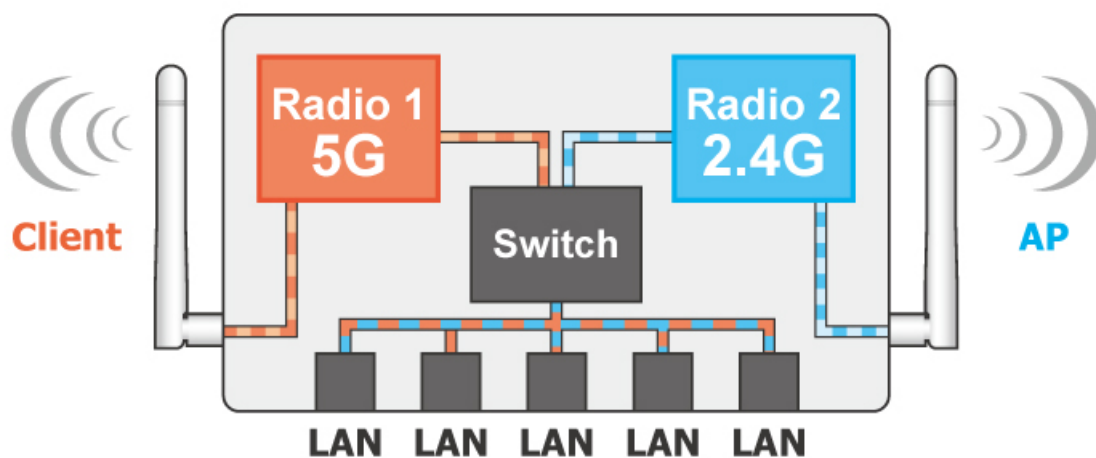 Radio 1
5G
Radio 2
2.4G
Client
Switch
AP
LAN LAN LAN LAN LAN